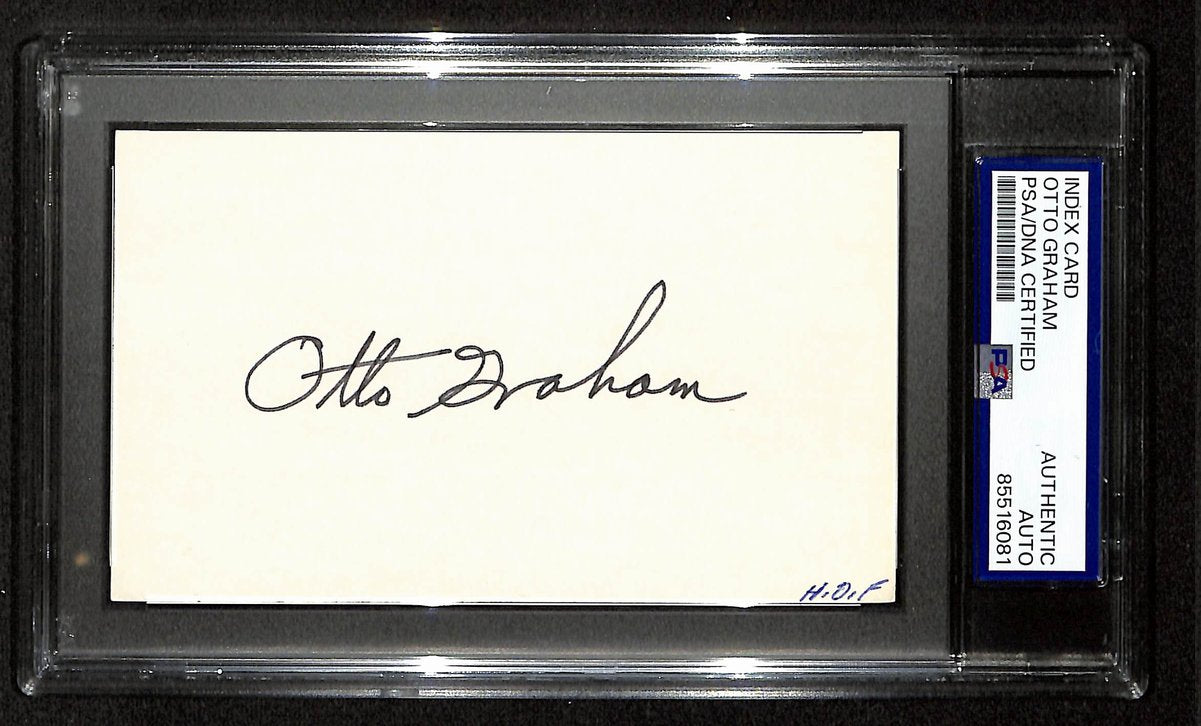 Otto Graham
H.O.F
INDEX CARD
OTTO GRAHAM
PSA/DNA CERTIFIED
PSA
AUTHENTIC
AUTO
85516081